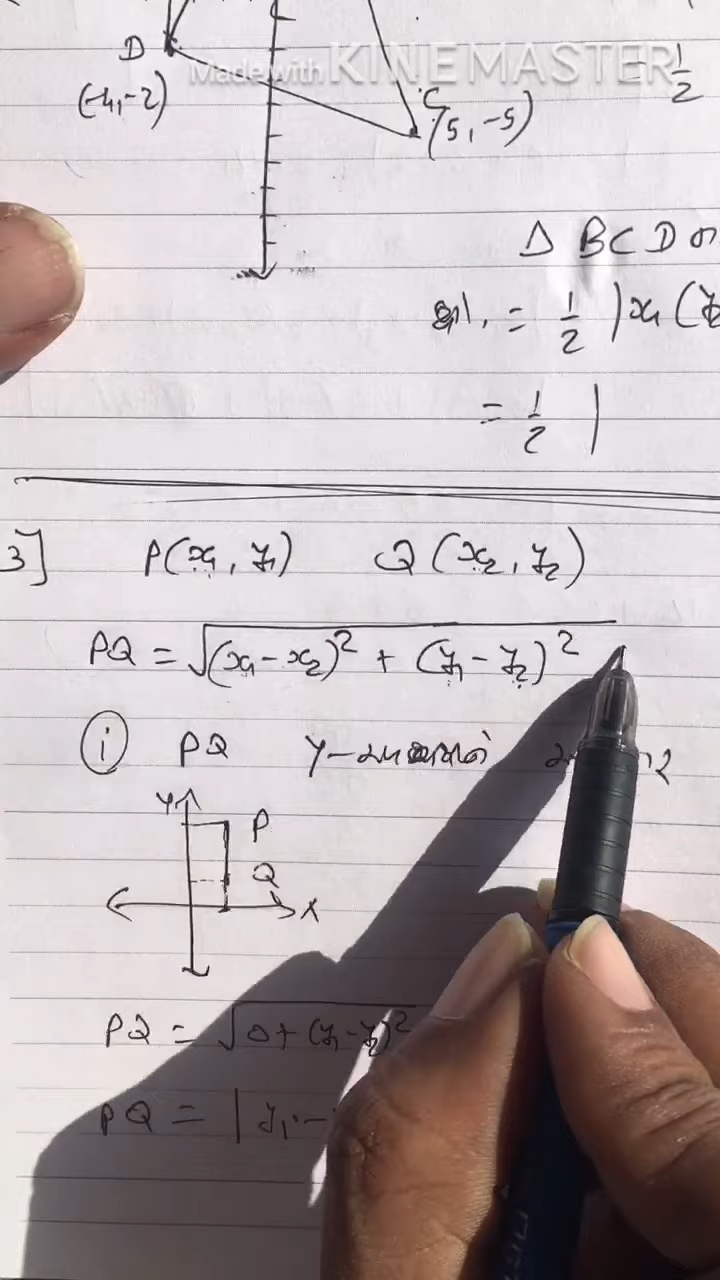 Made with KINEMASTER
D
(-4,-2)
C
(5,-5)
- 1/2
Δ BCD
= 1/2 |x₁(y₂
= 1/2 |
3] P(x₁, y₁) Q(x₂, y₂)
PQ = √(x₁-x₂)² + (y₁-y₂)²
i PQ Y-
Y
P
Q
X
PQ = √0+(y₁-y₂)²
PQ = |y₁-